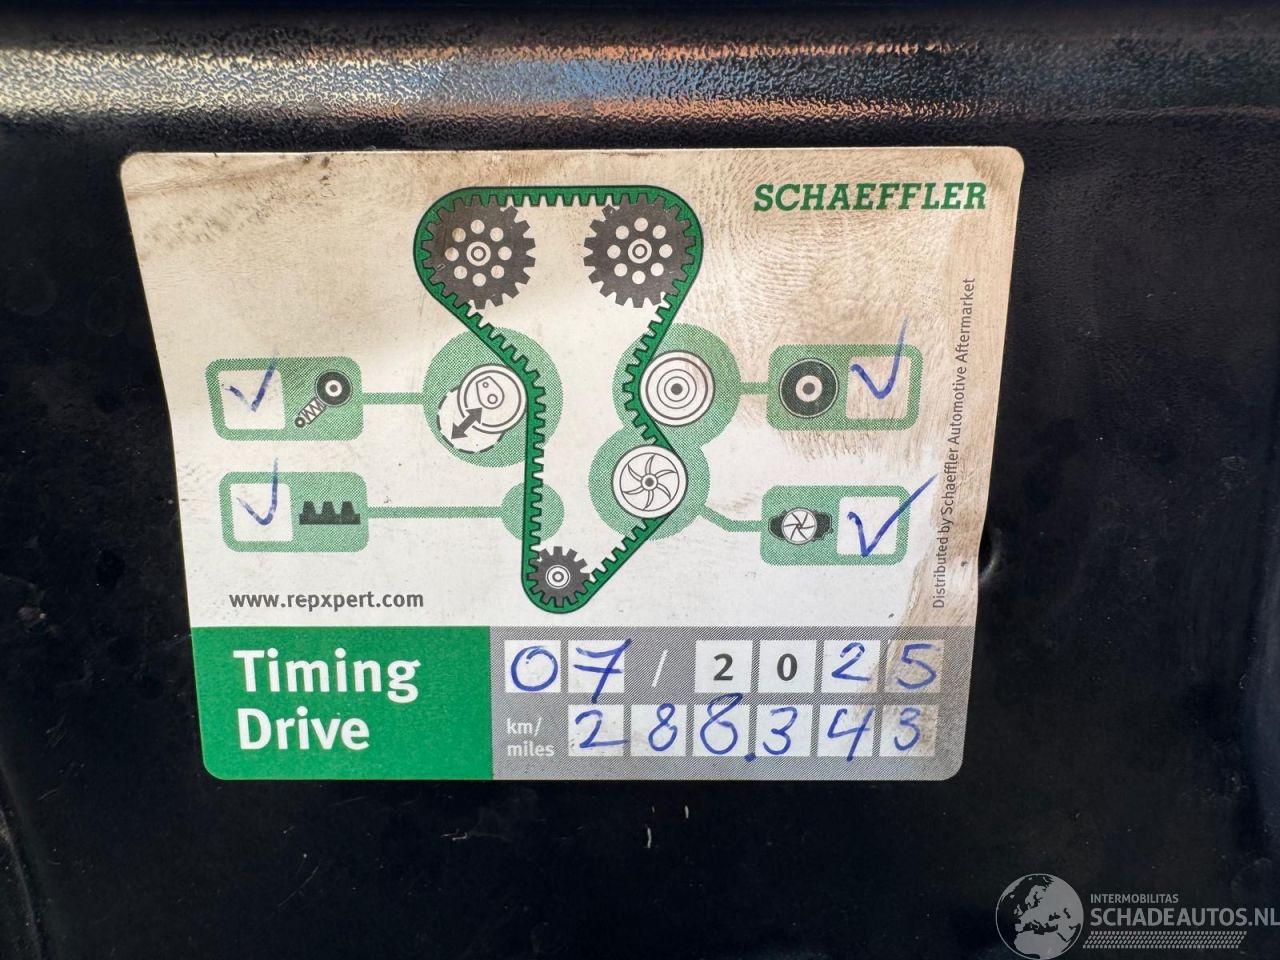 SCHAEFFLER
Distributed by Schaeffler Automotive Aftermarket
www.repxpert.com
Timing
Drive
07 / 2025
km/
miles
288.343
INTERMOBILITAS
SCHADEAUTOS.NL